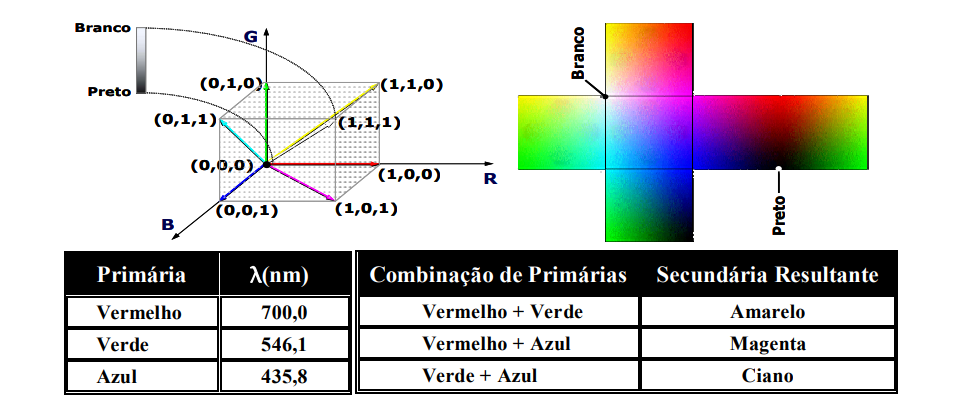 Branco
Preto
G
(0,1,0)
(1,1,0)
(0,1,1)
(1,1,1)
(0,0,0)
(1,0,0)
R
(0,0,1)
(1,0,1)
B
Branco
Preto
Primária λ(nm)
Vermelho 700,0
Verde 546,1
Azul 435,8
Combinação de Primárias Secundária Resultante
Vermelho + Verde Amarelo
Vermelho + Azul Magenta
Verde + Azul Ciano